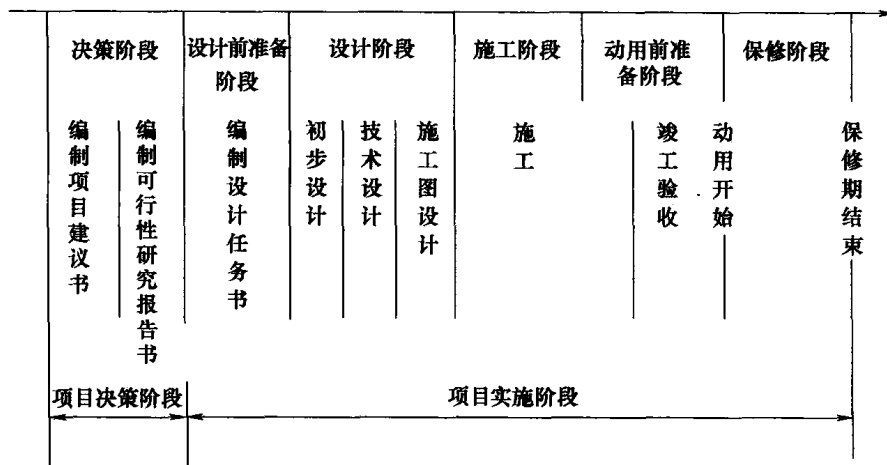 决策阶段
设计前准备
阶段
设计阶段
施工阶段
动用前准
备阶段
保修阶段
编制项目建议书
编制可行性研究报告书
编制设计任务书
初步设计
技术设计
施工图设计
施工
竣工验收
动用开始
保修期结束
项目决策阶段
项目实施阶段